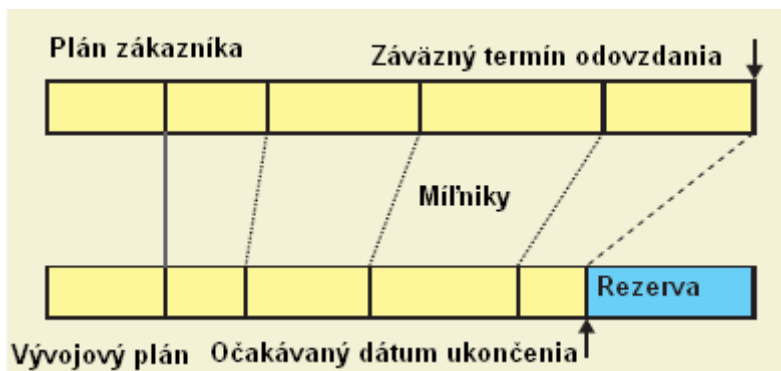 Plán zákazníka
Záväzný termín odovzdania
Míľniky
Rezerva
Vývojový plán
Očakávaný dátum ukončenia